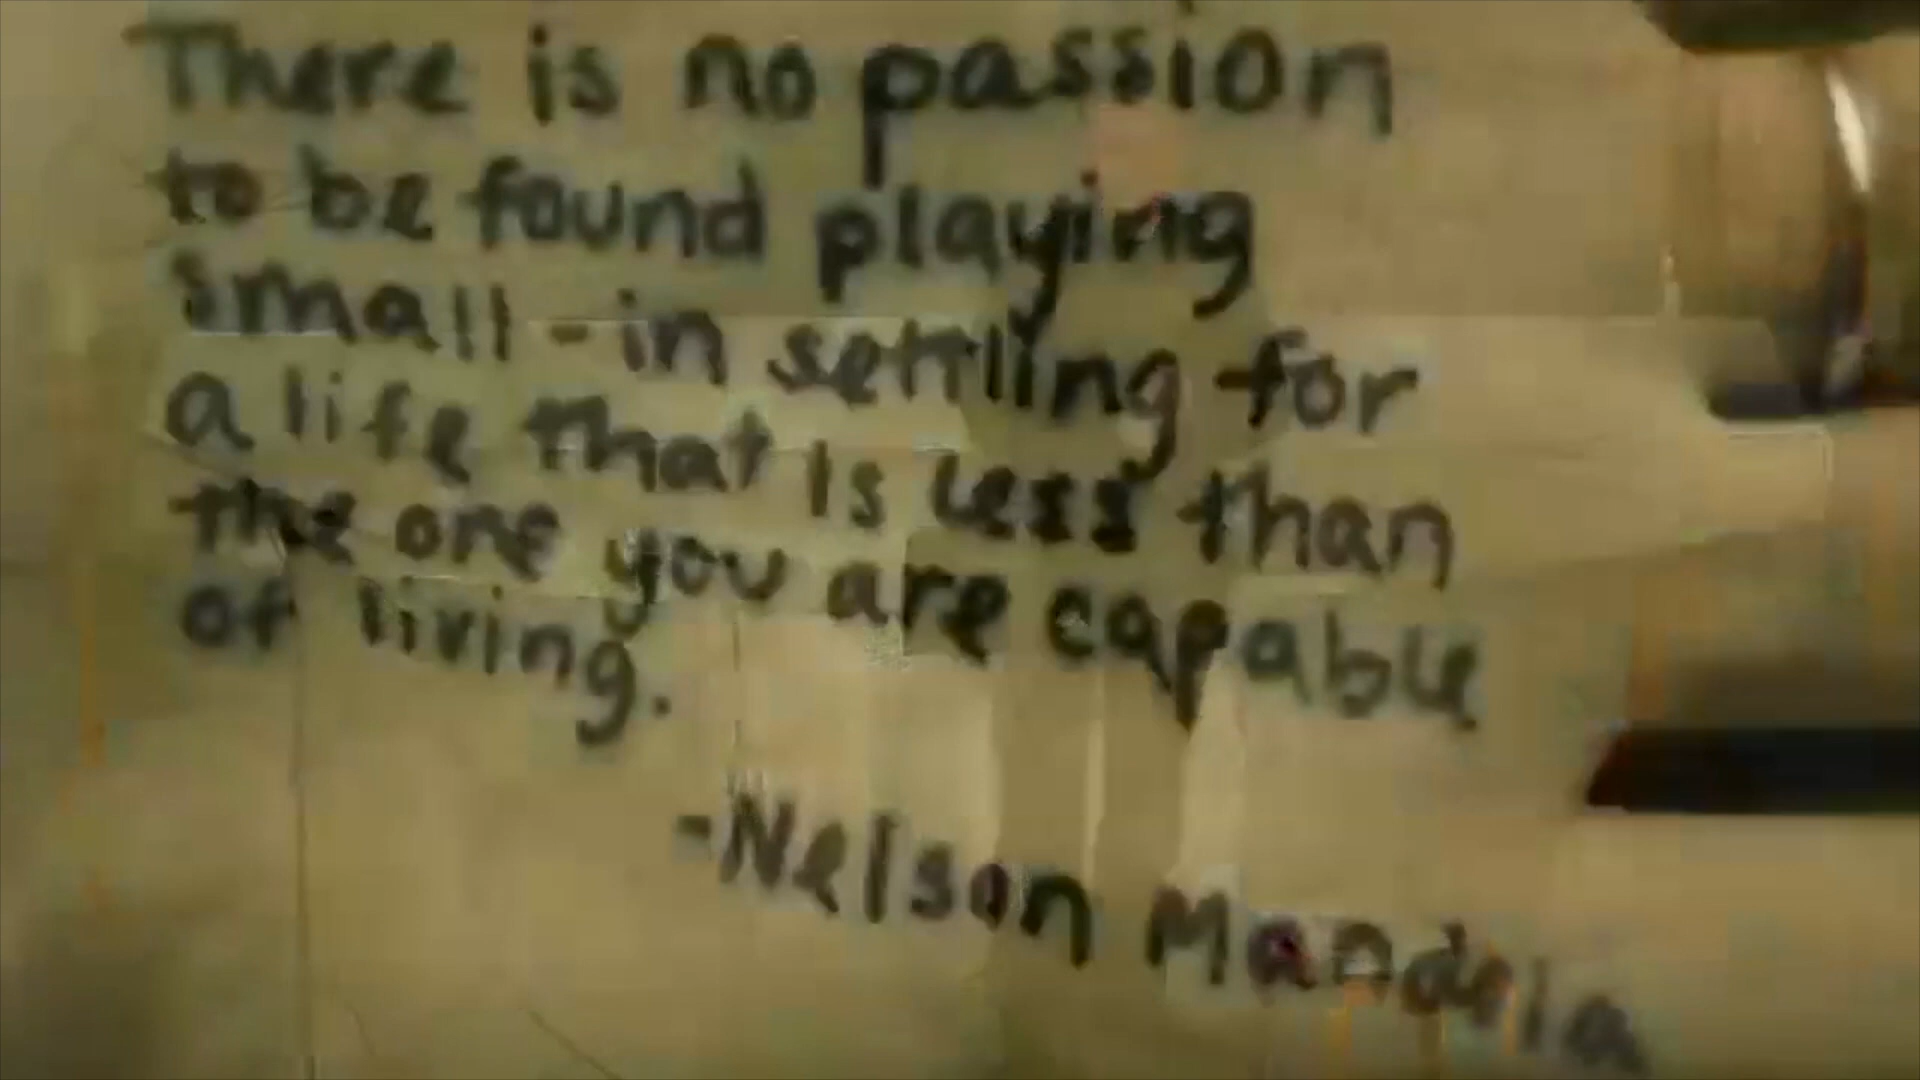 There is no passion
to be found playing
small - in settling for
a life that is less than
the one you are capable
of living.
- Nelson Mandela